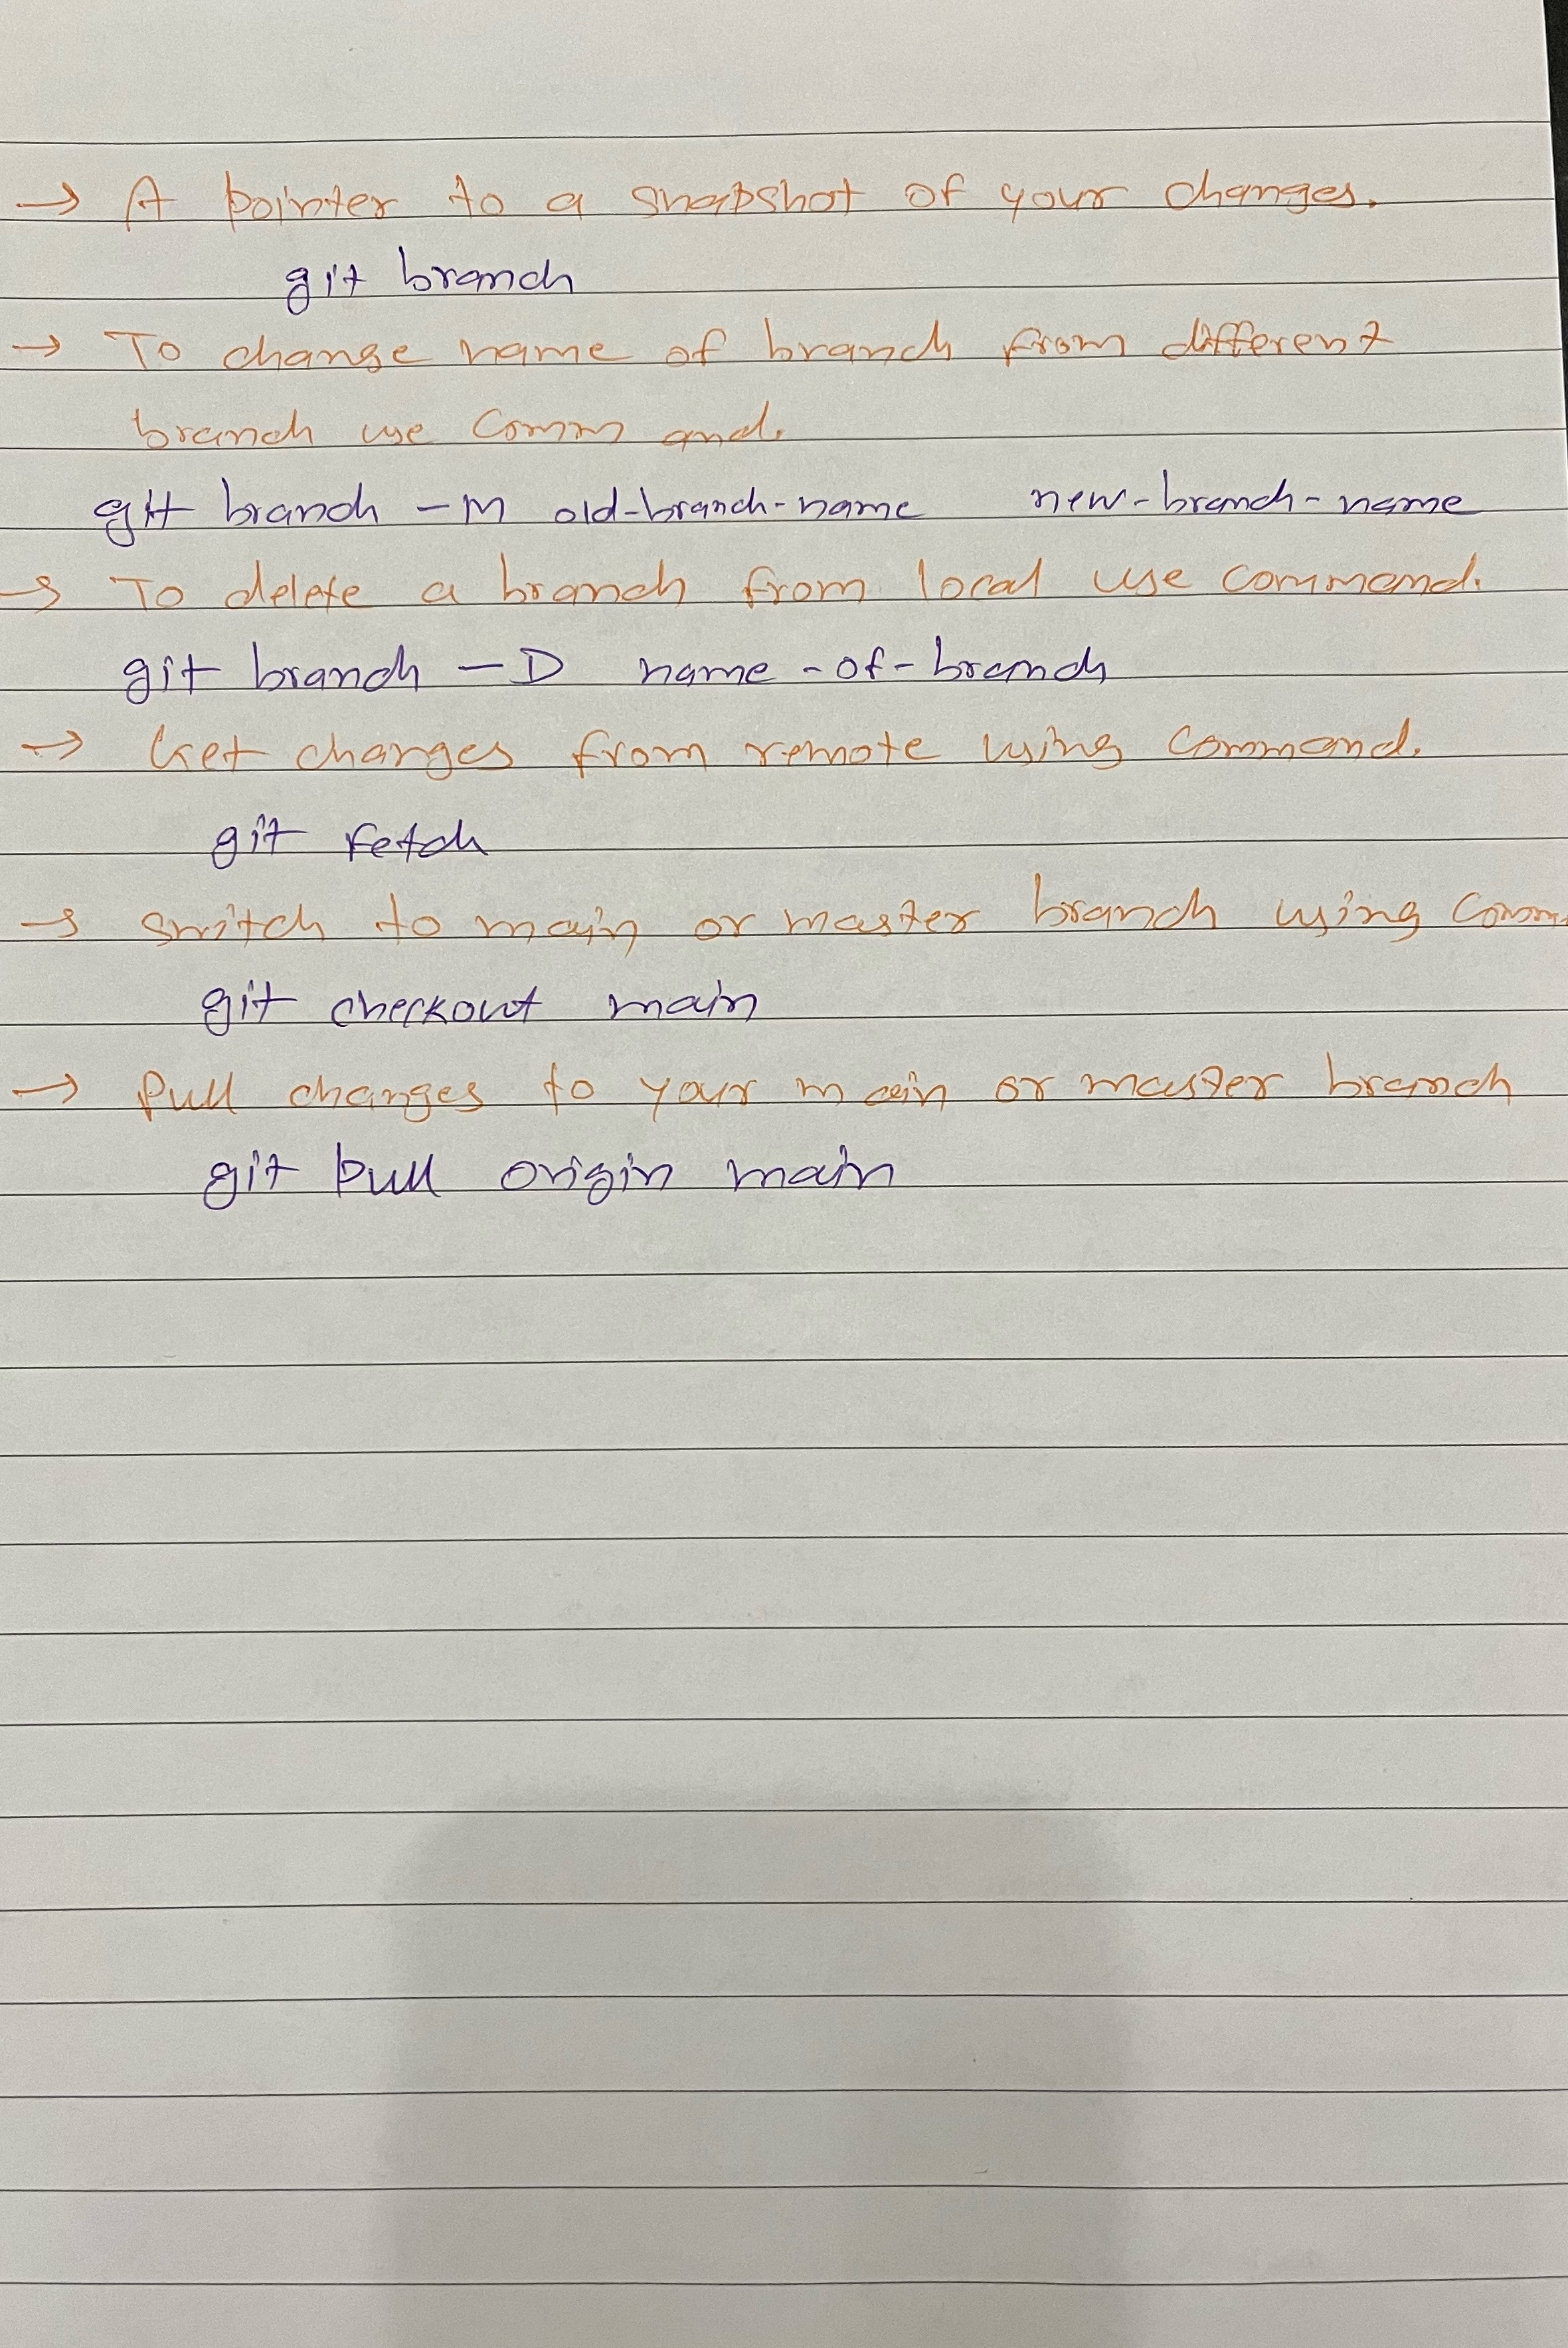 → A pointer to a snapshot of your changes.
git branch
→ To change name of branch from different
branch use command.
git branch -M old-branch-name new-branch-name
→ To delete a branch from local use command.
git branch -D name-of-branch
→ Get changes from remote using command.
git fetch
→ switch to main or master branch using comm
git checkout main
→ Pull changes to your main or master branch
git pull origin main